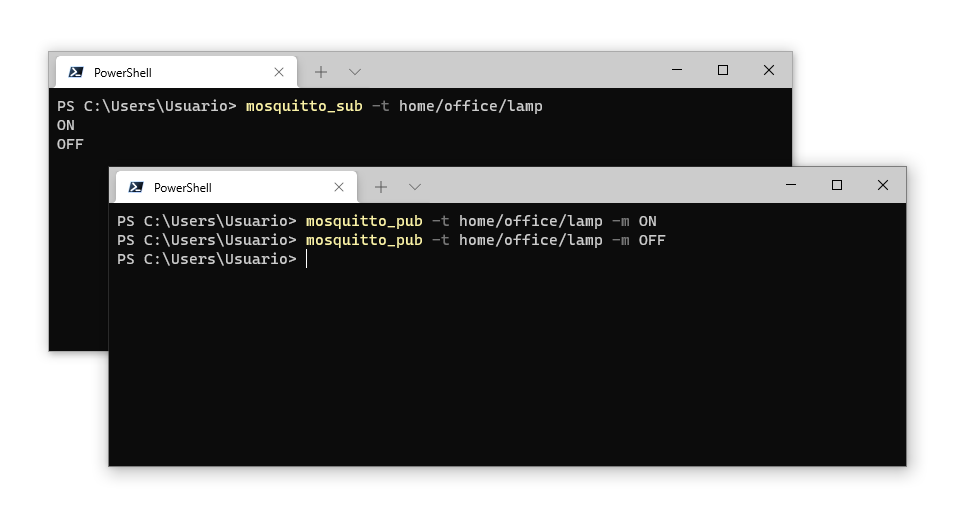 PowerShell
PS C:\Users\Usuario> mosquitto_sub -t home/office/lamp
ON
OFF
PowerShell
PS C:\Users\Usuario> mosquitto_pub -t home/office/lamp -m ON
PS C:\Users\Usuario> mosquitto_pub -t home/office/lamp -m OFF
PS C:\Users\Usuario>